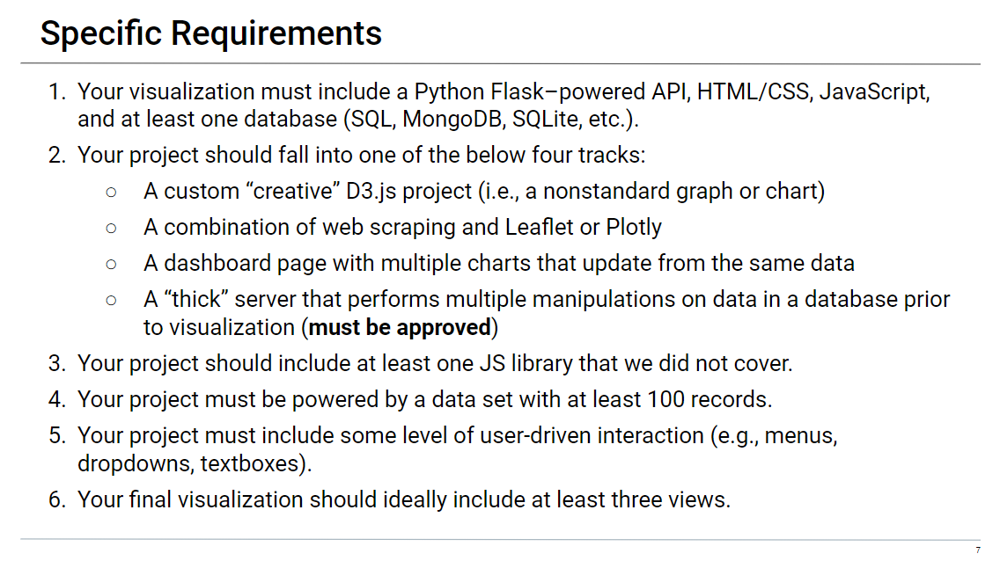 Specific Requirements
1. Your visualization must include a Python Flask–powered API, HTML/CSS, JavaScript,
and at least one database (SQL, MongoDB, SQLite, etc.).
2. Your project should fall into one of the below four tracks:
○ A custom “creative” D3.js project (i.e., a nonstandard graph or chart)
○ A combination of web scraping and Leaflet or Plotly
○ A dashboard page with multiple charts that update from the same data
○ A “thick” server that performs multiple manipulations on data in a database prior
to visualization (must be approved)
3. Your project should include at least one JS library that we did not cover.
4. Your project must be powered by a data set with at least 100 records.
5. Your project must include some level of user-driven interaction (e.g., menus,
dropdowns, textboxes).
6. Your final visualization should ideally include at least three views.
7